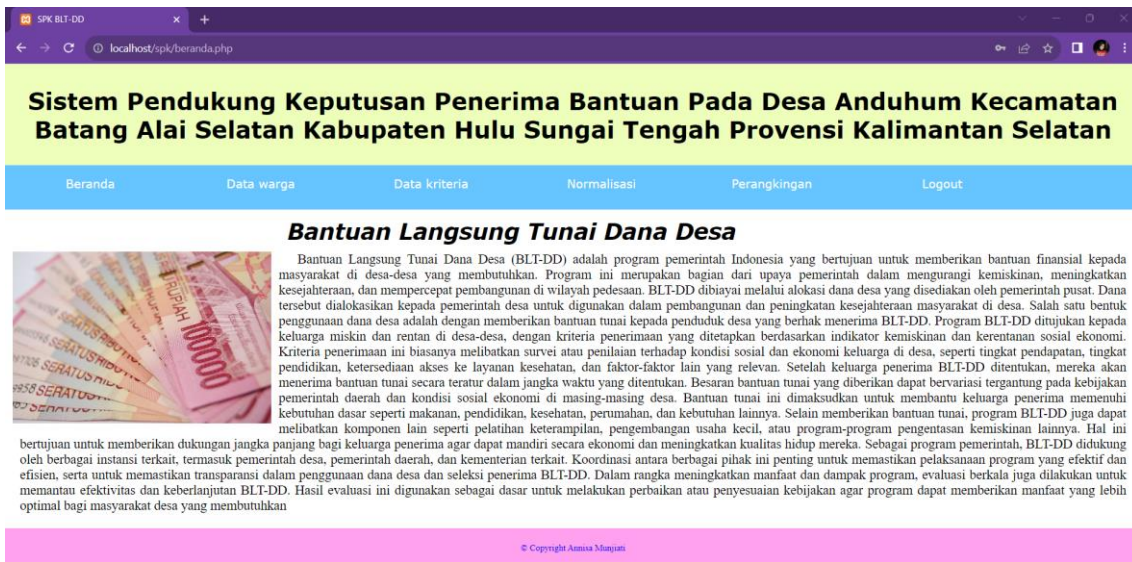 SPK BLT-DD
localhost/spk/beranda.php
Sistem Pendukung Keputusan Penerima Bantuan Pada Desa Anduhum Kecamatan
Batang Alai Selatan Kabupaten Hulu Sungai Tengah Provensi Kalimantan Selatan
Beranda Data warga Data kriteria Normalisasi Perangkingan Logout
Bantuan Langsung Tunai Dana Desa
Bantuan Langsung Tunai Dana Desa (BLT-DD) adalah program pemerintah Indonesia yang bertujuan untuk memberikan bantuan finansial kepada
masyarakat di desa-desa yang membutuhkan. Program ini merupakan bagian dari upaya pemerintah dalam mengurangi kemiskinan, meningkatkan
kesejahteraan, dan mempercepat pembangunan di wilayah pedesaan. BLT-DD dibiayai melalui alokasi dana desa yang disediakan oleh pemerintah pusat. Dana
tersebut dialokasikan kepada pemerintah desa untuk digunakan dalam pembangunan dan peningkatan kesejahteraan masyarakat di desa. Salah satu bentuk
penggunaan dana desa adalah dengan memberikan bantuan tunai kepada penduduk desa yang berhak menerima BLT-DD. Program BLT-DD ditujukan kepada
keluarga miskin dan rentan di desa-desa, dengan kriteria penerimaan yang ditetapkan berdasarkan indikator kemiskinan dan kerentanan sosial ekonomi.
Kriteria penerimaan ini biasanya melibatkan survei atau penilaian terhadap kondisi sosial dan ekonomi keluarga di desa, seperti tingkat pendapatan, tingkat
pendidikan, ketersediaan akses ke layanan kesehatan, dan faktor-faktor lain yang relevan. Setelah keluarga penerima BLT-DD ditentukan, mereka akan
menerima bantuan tunai secara teratur dalam jangka waktu yang ditentukan. Besaran bantuan tunai yang diberikan dapat bervariasi tergantung pada kebijakan
pemerintah daerah dan kondisi sosial ekonomi di masing-masing desa. Bantuan tunai ini dimaksudkan untuk membantu keluarga penerima memenuhi
kebutuhan dasar seperti makanan, pendidikan, kesehatan, perumahan, dan kebutuhan lainnya. Selain memberikan bantuan tunai, program BLT-DD juga dapat
melibatkan komponen lain seperti pelatihan keterampilan, pengembangan usaha kecil, atau program-program pengentasan kemiskinan lainnya. Hal ini
bertujuan untuk memberikan dukungan jangka panjang bagi keluarga penerima agar dapat mandiri secara ekonomi dan meningkatkan kualitas hidup mereka. Sebagai program pemerintah, BLT-DD didukung
oleh berbagai instansi terkait, termasuk pemerintah desa, pemerintah daerah, dan kementerian terkait. Koordinasi antara berbagai pihak ini penting untuk memastikan pelaksanaan program yang efektif dan
efisien, serta untuk memastikan transparansi dalam penggunaan dana desa dan seleksi penerima BLT-DD. Dalam rangka meningkatkan manfaat dan dampak program, evaluasi berkala juga dilakukan untuk
memantau efektivitas dan keberlanjutan BLT-DD. Hasil evaluasi ini digunakan sebagai dasar untuk melakukan perbaikan atau penyesuaian kebijakan agar program dapat memberikan manfaat yang lebih
optimal bagi masyarakat desa yang membutuhkan
RUPIAH 100000
SERATUS RIBU
SERATUS RIBU
© Copyright Annisa Munjiati